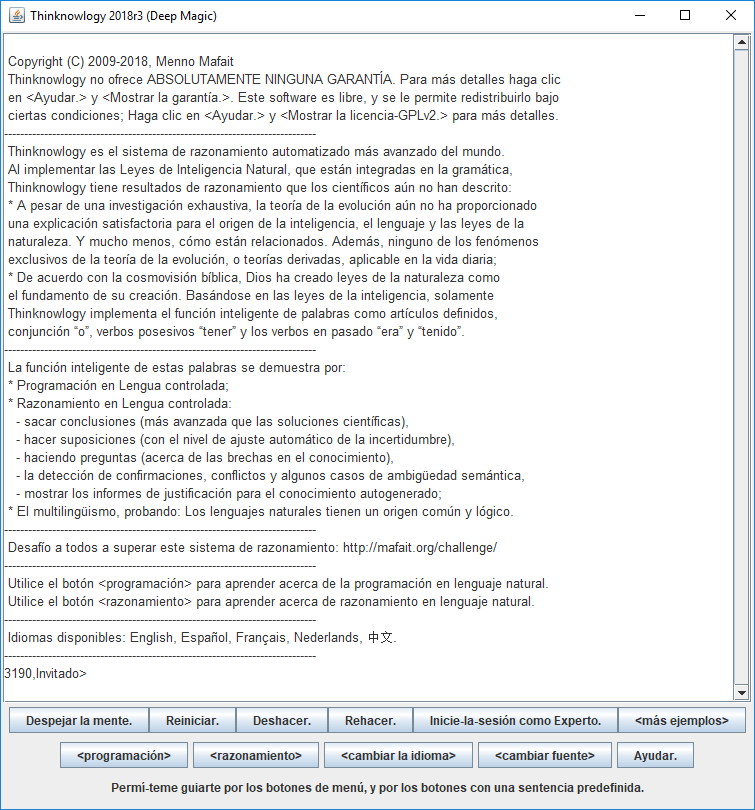 Thinknowlogy 2018r3 (Deep Magic)
Copyright (C) 2009-2018, Menno Mafait
Thinknowlogy no ofrece ABSOLUTAMENTE NINGUNA GARANTÍA. Para más detalles haga clic
en <Ayudar.> y <Mostrar la garantía.>. Este software es libre, y se le permite redistribuirlo bajo
ciertas condiciones; Haga clic en <Ayudar.> y <Mostrar la licencia-GPLv2.> para más detalles.
------------------------------------------------------------------------------
Thinknowlogy es el sistema de razonamiento automatizado más avanzado del mundo.
Al implementar las Leyes de Inteligencia Natural, que están integradas en la gramática,
Thinknowlogy tiene resultados de razonamiento que los científicos aún no han descrito:
* A pesar de una investigación exhaustiva, la teoría de la evolución aún no ha proporcionado
una explicación satisfactoria para el origen de la inteligencia, el lenguaje y las leyes de la
naturaleza. Y mucho menos, cómo están relacionados. Además, ninguno de los fenómenos
exclusivos de la teoría de la evolución, o teorías derivadas, aplicable en la vida diaria;
* De acuerdo con la cosmovisión bíblica, Dios ha creado leyes de la naturaleza como
el fundamento de su creación. Basándose en las leyes de la inteligencia, solamente
Thinknowlogy implementa el función inteligente de palabras como artículos definidos,
conjunción “o”, verbos posesivos “tener” y los verbos en pasado “era” y “tenido”.
------------------------------------------------------------------------------
La función inteligente de estas palabras se demuestra por:
* Programación en Lengua controlada;
* Razonamiento en Lengua controlada:
- sacar conclusiones (más avanzada que las soluciones científicas),
- hacer suposiciones (con el nivel de ajuste automático de la incertidumbre),
- haciendo preguntas (acerca de las brechas en el conocimiento),
- la detección de confirmaciones, conflictos y algunos casos de ambigüedad semántica,
- mostrar los informes de justificación para el conocimiento autogenerado;
* El multilingüismo, probando: Los lenguajes naturales tienen un origen común y lógico.
------------------------------------------------------------------------------
Desafío a todos a superar este sistema de razonamiento: http://mafait.org/challenge/
------------------------------------------------------------------------------
Utilice el botón <programación> para aprender acerca de la programación en lenguaje natural.
Utilice el botón <razonamiento> para aprender acerca de razonamiento en lenguaje natural.
------------------------------------------------------------------------------
Idiomas disponibles: English, Español, Français, Nederlands, 中文.
------------------------------------------------------------------------------
3190,Invitado>
Despejar la mente. Reiniciar. Deshacer. Rehacer. Inicie-la-sesión como Experto. <más ejemplos>
<programación> <razonamiento> <cambiar la idioma> <cambiar fuente> Ayudar.
Permí-teme guiarte por los botones de menú, y por los botones con una sentencia predefinida.